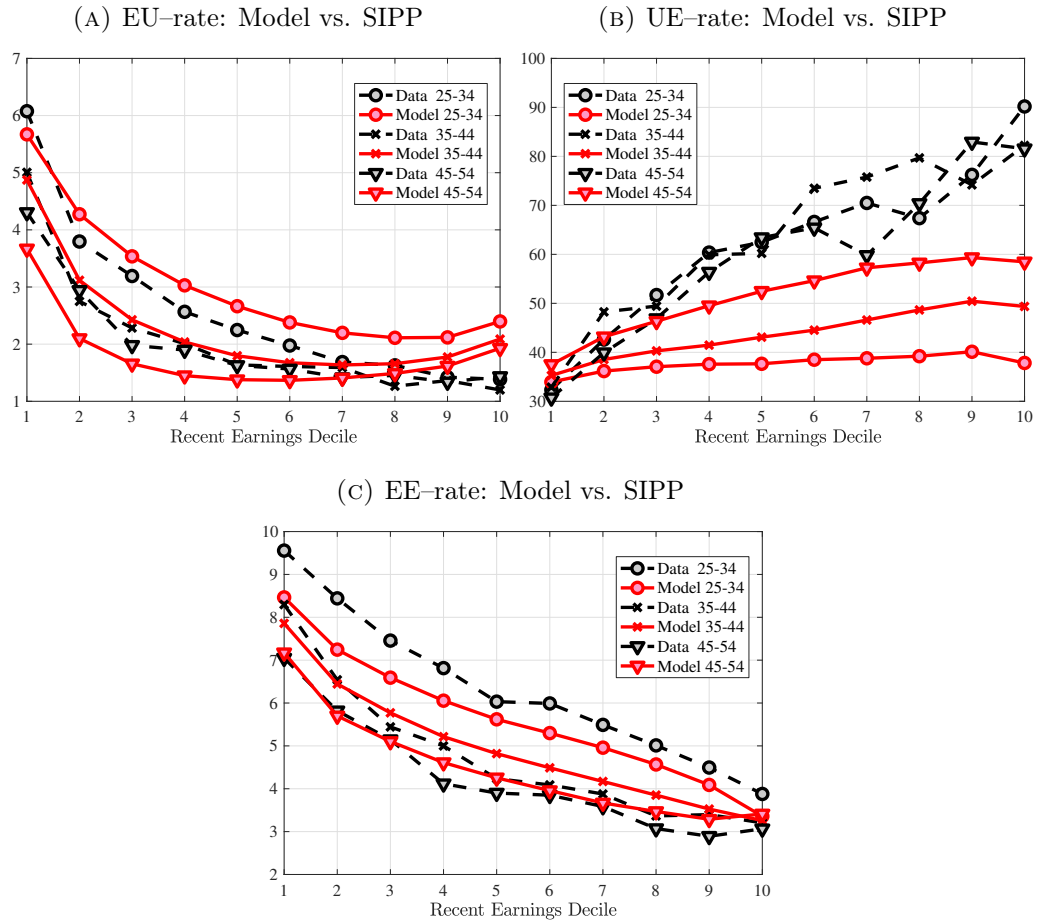 (A) EU–rate: Model vs. SIPP
7
6
5
4
3
2
1
1 2 3 4 5 6 7 8 9 10
Recent Earnings Decile
Data 25-34
Model 25-34
Data 35-44
Model 35-44
Data 45-54
Model 45-54
(B) UE–rate: Model vs. SIPP
100
90
80
70
60
50
40
30
1 2 3 4 5 6 7 8 9 10
Recent Earnings Decile
Data 25-34
Model 25-34
Data 35-44
Model 35-44
Data 45-54
Model 45-54
(C) EE–rate: Model vs. SIPP
10
9
8
7
6
5
4
3
2
1 2 3 4 5 6 7 8 9 10
Recent Earnings Decile
Data 25-34
Model 25-34
Data 35-44
Model 35-44
Data 45-54
Model 45-54